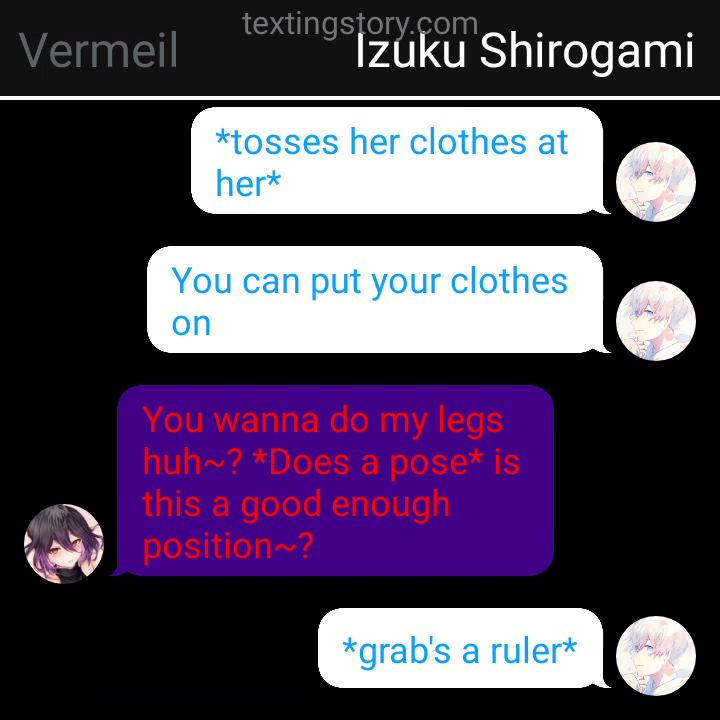 textingstory.com
Vermeil
Izuku Shirogami
*tosses her clothes at
her*
You can put your clothes
on
You wanna do my legs
huh~? *Does a pose* is
this a good enough
position~?
*grab's a ruler*